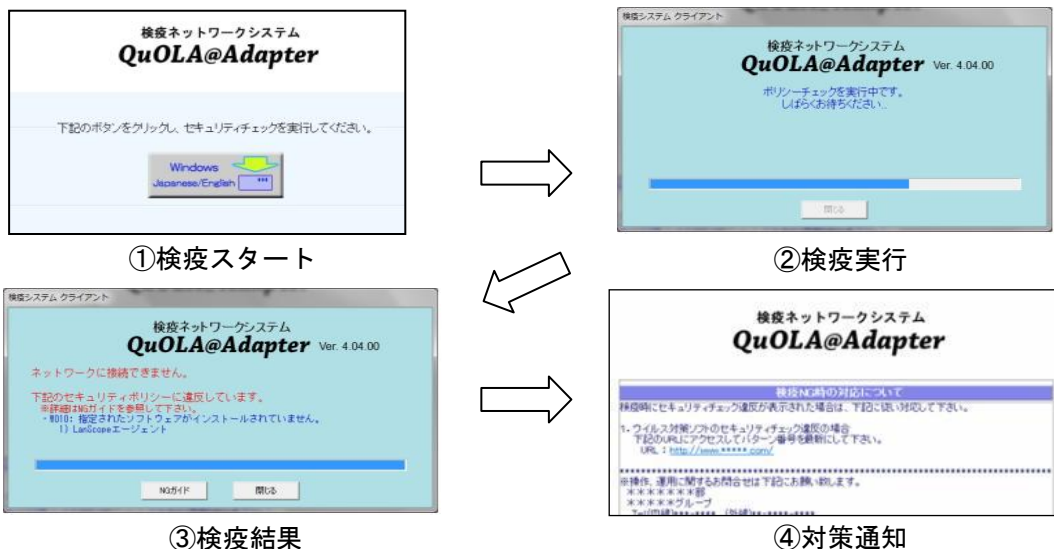 検疫ネットワークシステム
QuOLA@Adapter
下記のボタンをクリックし、セキュリティチェックを実行してください。
Windows
Japanese/English
①検疫スタート
検疫システム クライアント
検疫ネットワークシステム
QuOLA@Adapter Ver. 4.04.00
ポリシーチェックを実行中です。
しばらくお待ちください...
閉じる
②検疫実行
検疫システム クライアント
検疫ネットワークシステム
QuOLA@Adapter Ver. 4.04.00
ネットワークに接続できません。
下記のセキュリティポリシーに違反しています。
※詳細はNGガイドを参照して下さい。
指定されたソフトウェアがインストールされていません。
1) LanScopeエージェント
NGガイド 閉じる
③検疫結果
検疫ネットワークシステム
QuOLA@Adapter
検疫NG時の対応について
検疫時にセキュリティチェック違反が表示された場合は、下記に従い対応して下さい。
1. ウイルス対策ソフトのセキュリティチェック違反の場合
下記のURLにアクセスしてパターン番号を最新にして下さい。
URL : http://www.*****.com/
※操作、運用に関するお問合せは下記にお願い致します。
*******部
*****グループ
④対策通知